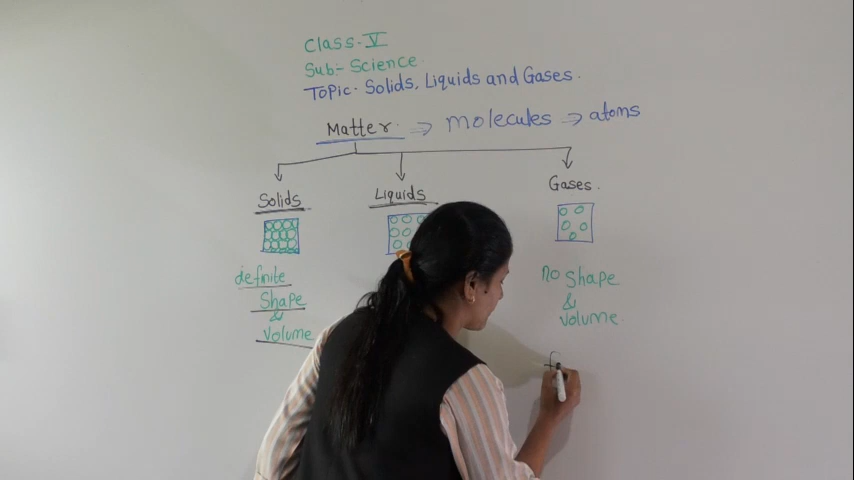 Class-V
Sub:- Science
Topic- Solids, Liquids and Gases.
Matter. ⇒ molecules ⇒ atoms
Solids
Liquids
Gases.
definite
Shape
&
Volume
no Shape
&
Volume
f